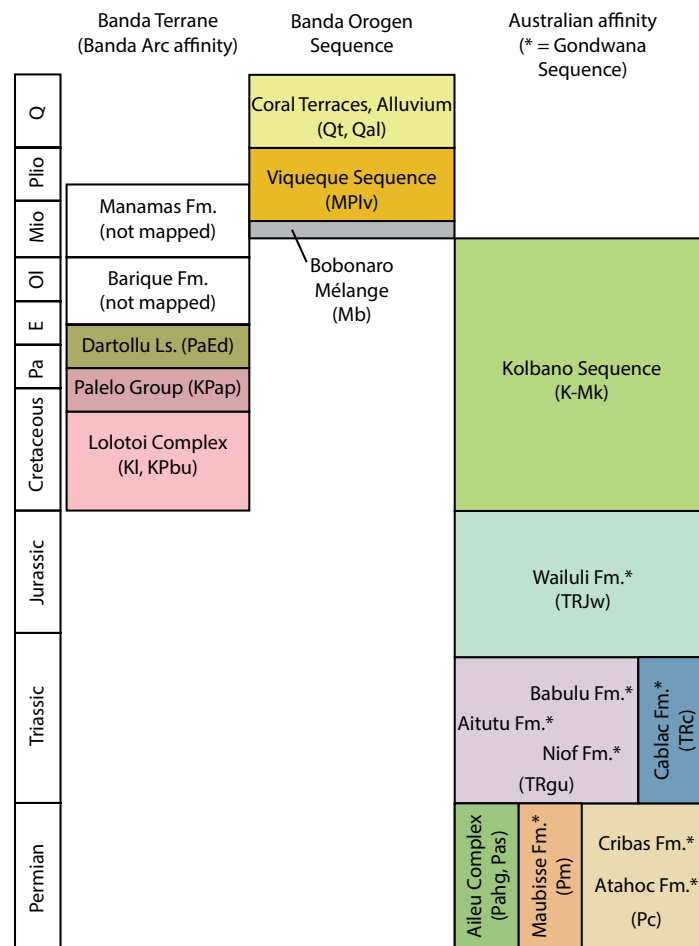 Banda Terrane
(Banda Arc affinity)
Banda Orogen
Sequence
Australian affinity
(* = Gondwana
Sequence)
Q
Plio
Mio
Ol
E
Pa
Cretaceous
Jurassic
Triassic
Permian
Manamas Fm.
(not mapped)
Barique Fm.
(not mapped)
Dartollu Ls. (PaEd)
Palelo Group (KPap)
Lolotoi Complex
(Kl, KPbu)
Coral Terraces, Alluvium
(Qt, Qal)
Viqueque Sequence
(MPlv)
Bobonaro
Mélange
(Mb)
Kolbano Sequence
(K-Mk)
Wailuli Fm.*
(TRJw)
Babulu Fm.*
Aitutu Fm.*
Niof Fm.*
(TRgu)
Cablac Fm.*
(TRc)
Aileu Complex
(Pahg, Pas)
Maubisse Fm.*
(Pm)
Cribas Fm.*
Atahoc Fm.*
(Pc)